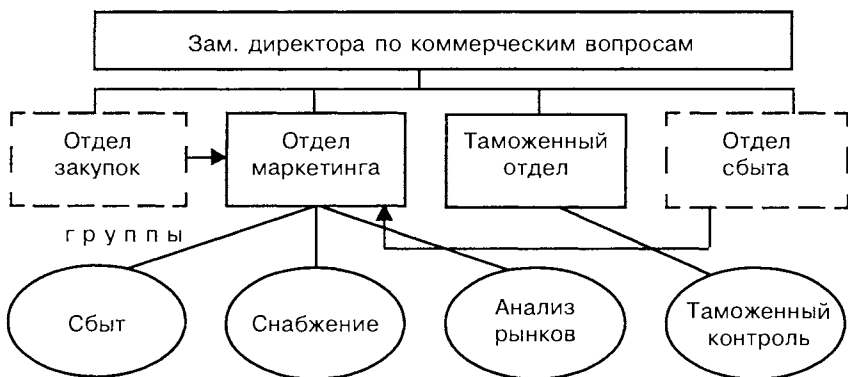 Зам. директора по коммерческим вопросам
Отдел
закупок
Отдел
маркетинга
Таможенный
отдел
Отдел
сбыта
группы
Сбыт
Снабжение
Анализ
рынков
Таможенный
контроль